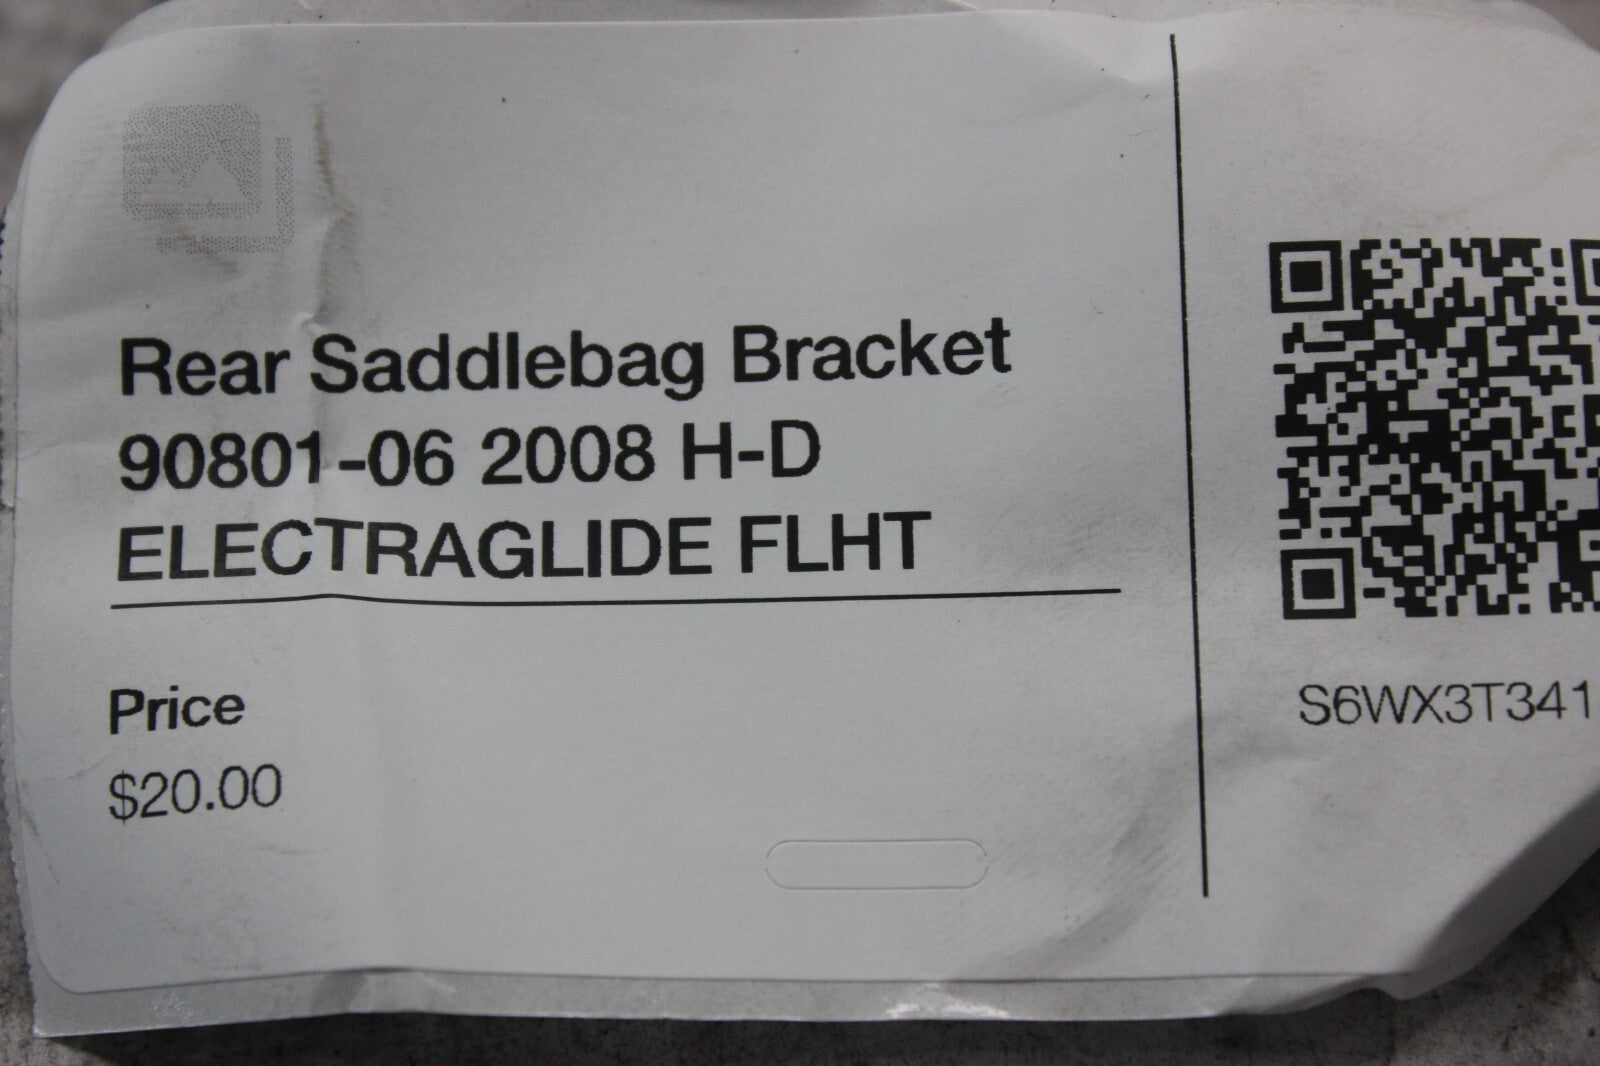 Rear Saddlebag Bracket
90801-06 2008 H-D
ELECTRAGLIDE FLHT
Price
$20.00
S6WX3T341